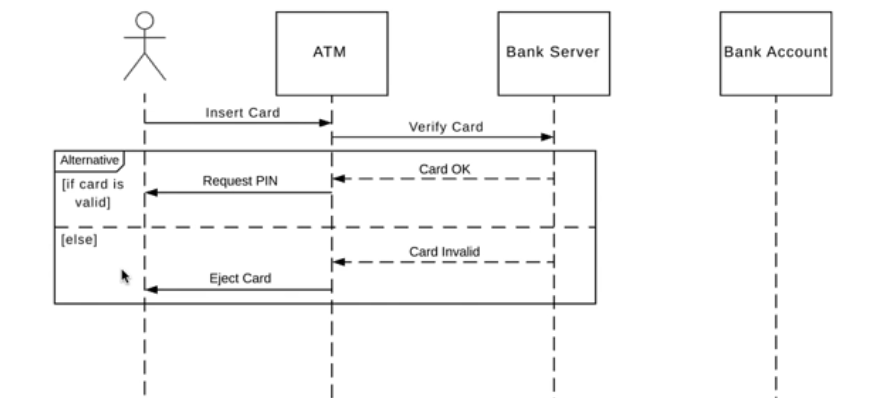 ATM
Bank Server
Bank Account
Insert Card
Verify Card
Alternative
Card OK
[if card is
valid]
Request PIN
[else]
Card Invalid
Eject Card